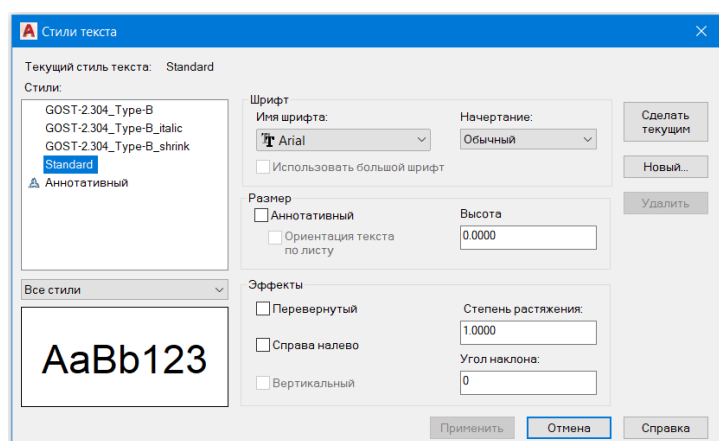 Стили текста
Текущий стиль текста: Standard
Стили:
GOST-2.304_Type-B
GOST-2.304_Type-B_italic
GOST-2.304_Type-B_shrink
Standard
Аннотативный
Все стили
AaBb123
Шрифт
Имя шрифта:
Начертание:
Arial
Обычный
Использовать большой шрифт
Размер
Аннотативный
Высота
Ориентация текста
по листу
0.0000
Эффекты
Перевернутый
Степень растяжения:
1.0000
Справа налево
Угол наклона:
Вертикальный
0
Сделать
текущим
Новый...
Удалить
Применить
Отмена
Справка